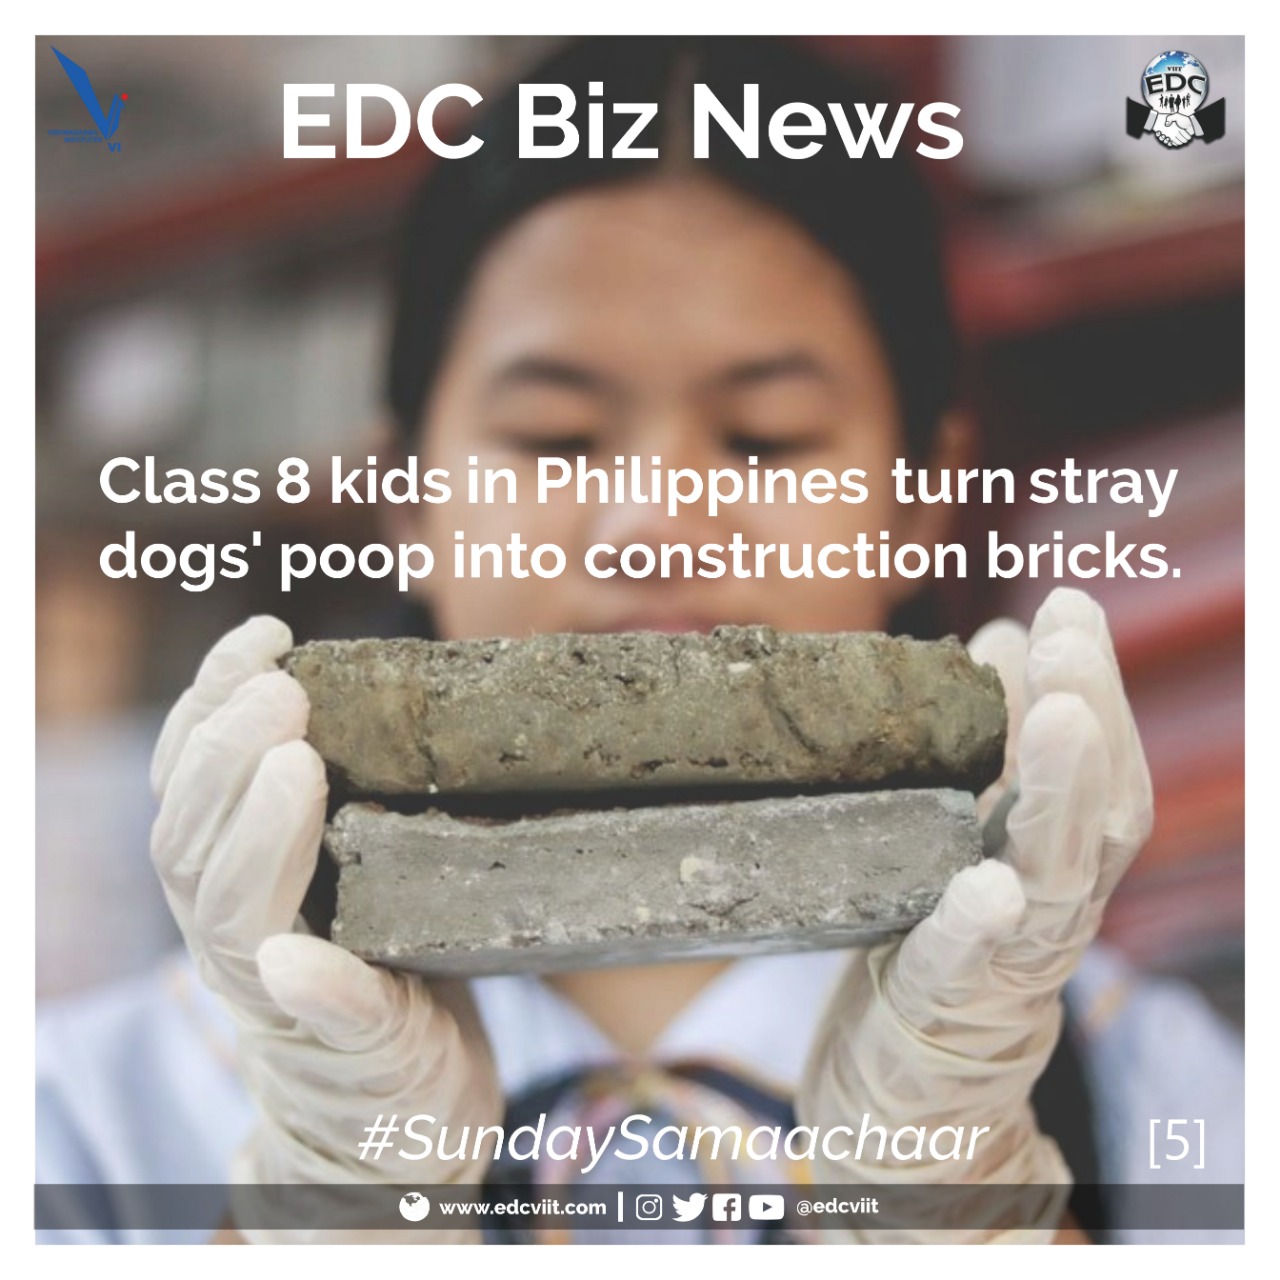 EDC Biz News
VI
VIIT
EDC
Class 8 kids in Philippines turn stray
dogs' poop into construction bricks.
#SundaySamaachaar
[5]
www.edcviit.com | @edcviit